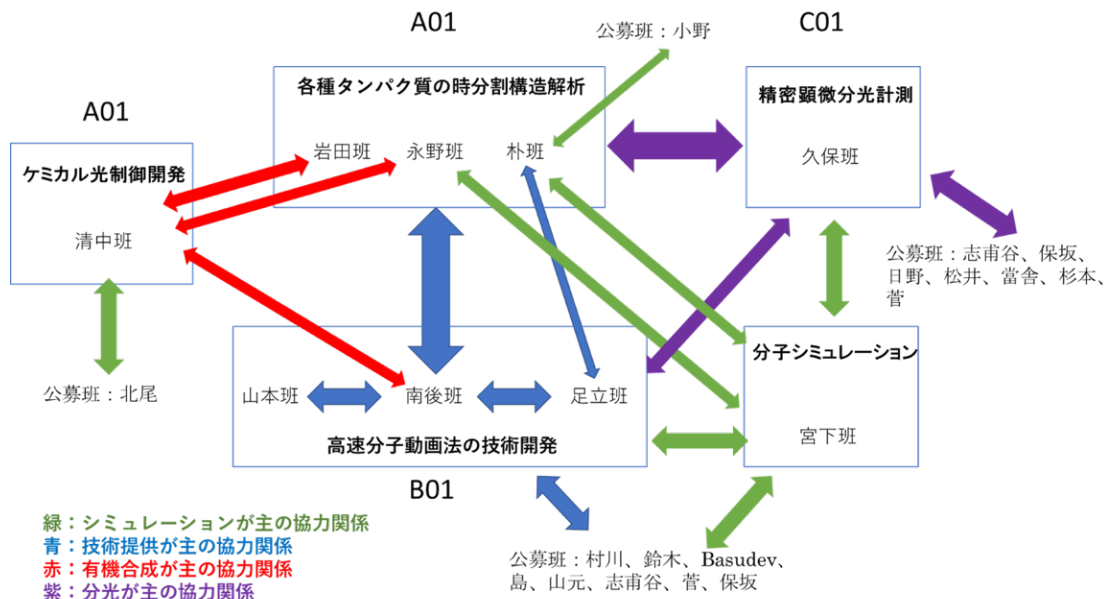 A01
公募班：小野
C01
各種タンパク質の時分割構造解析
岩田班
永野班
朴班
精密顕微分光計測
久保班
A01
ケミカル光制御開発
清中班
公募班：志甫谷、保坂、
日野、松井、當舎、杉本、
菅
公募班：北尾
山本班
南後班
足立班
高速分子動画法の技術開発
B01
分子シミュレーション
宮下班
緑：シミュレーションが主の協力関係
青：技術提供が主の協力関係
赤：有機合成が主の協力関係
紫：分光が主の協力関係
公募班：村川、鈴木、Basudev、
島、山元、志甫谷、菅、保坂